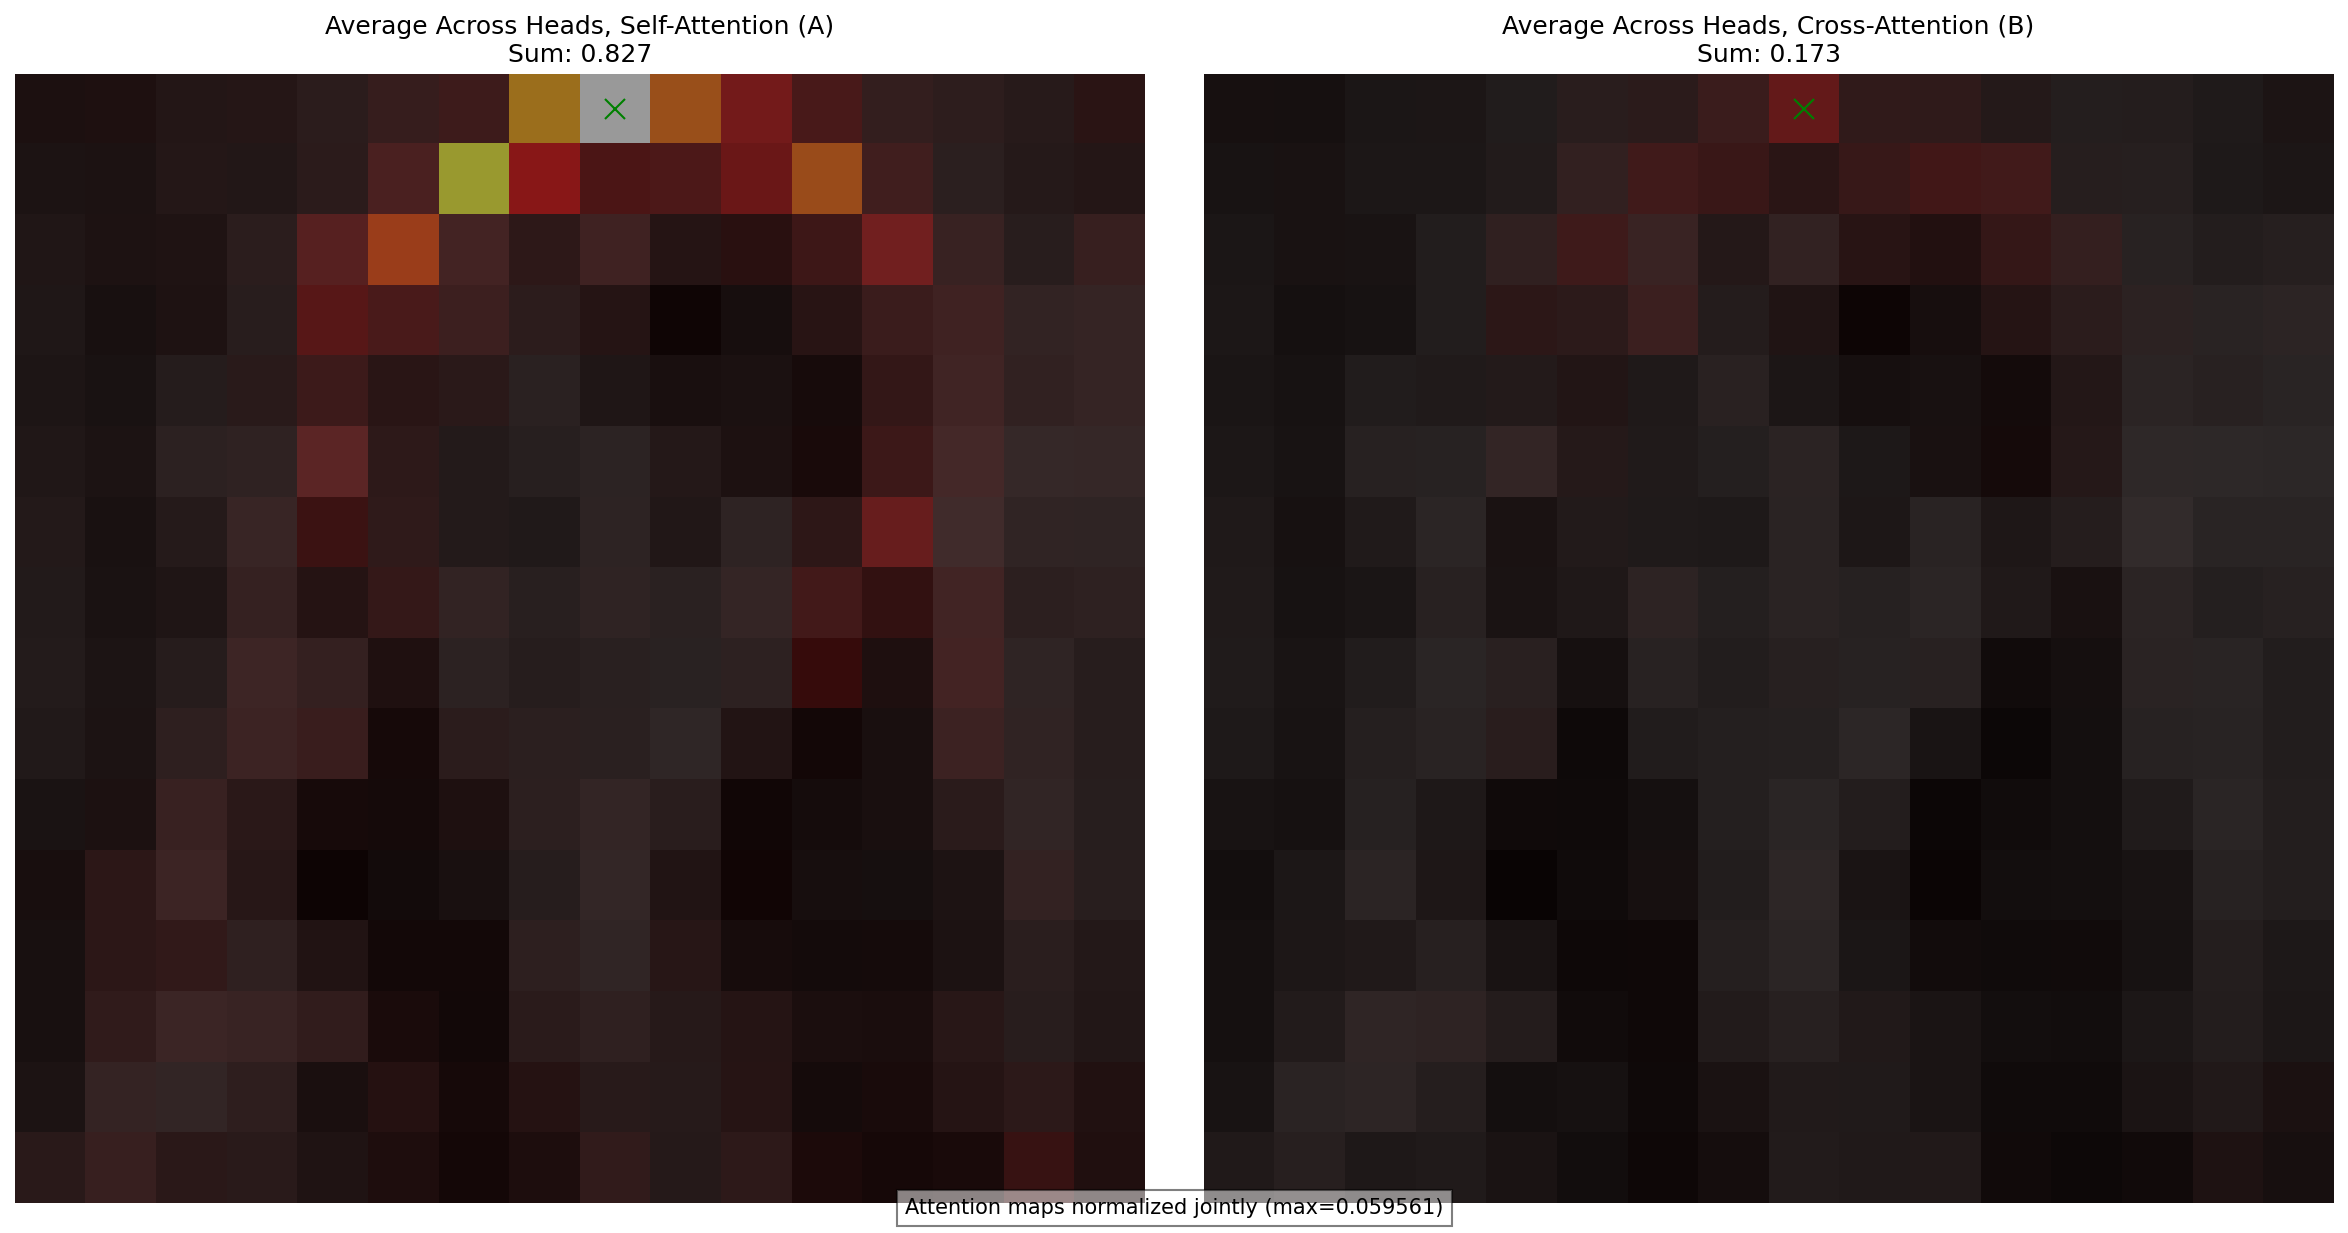 Average Across Heads, Self-Attention (A)
Sum: 0.827
Average Across Heads, Cross-Attention (B)
Sum: 0.173
Attention maps normalized jointly (max=0.059561)